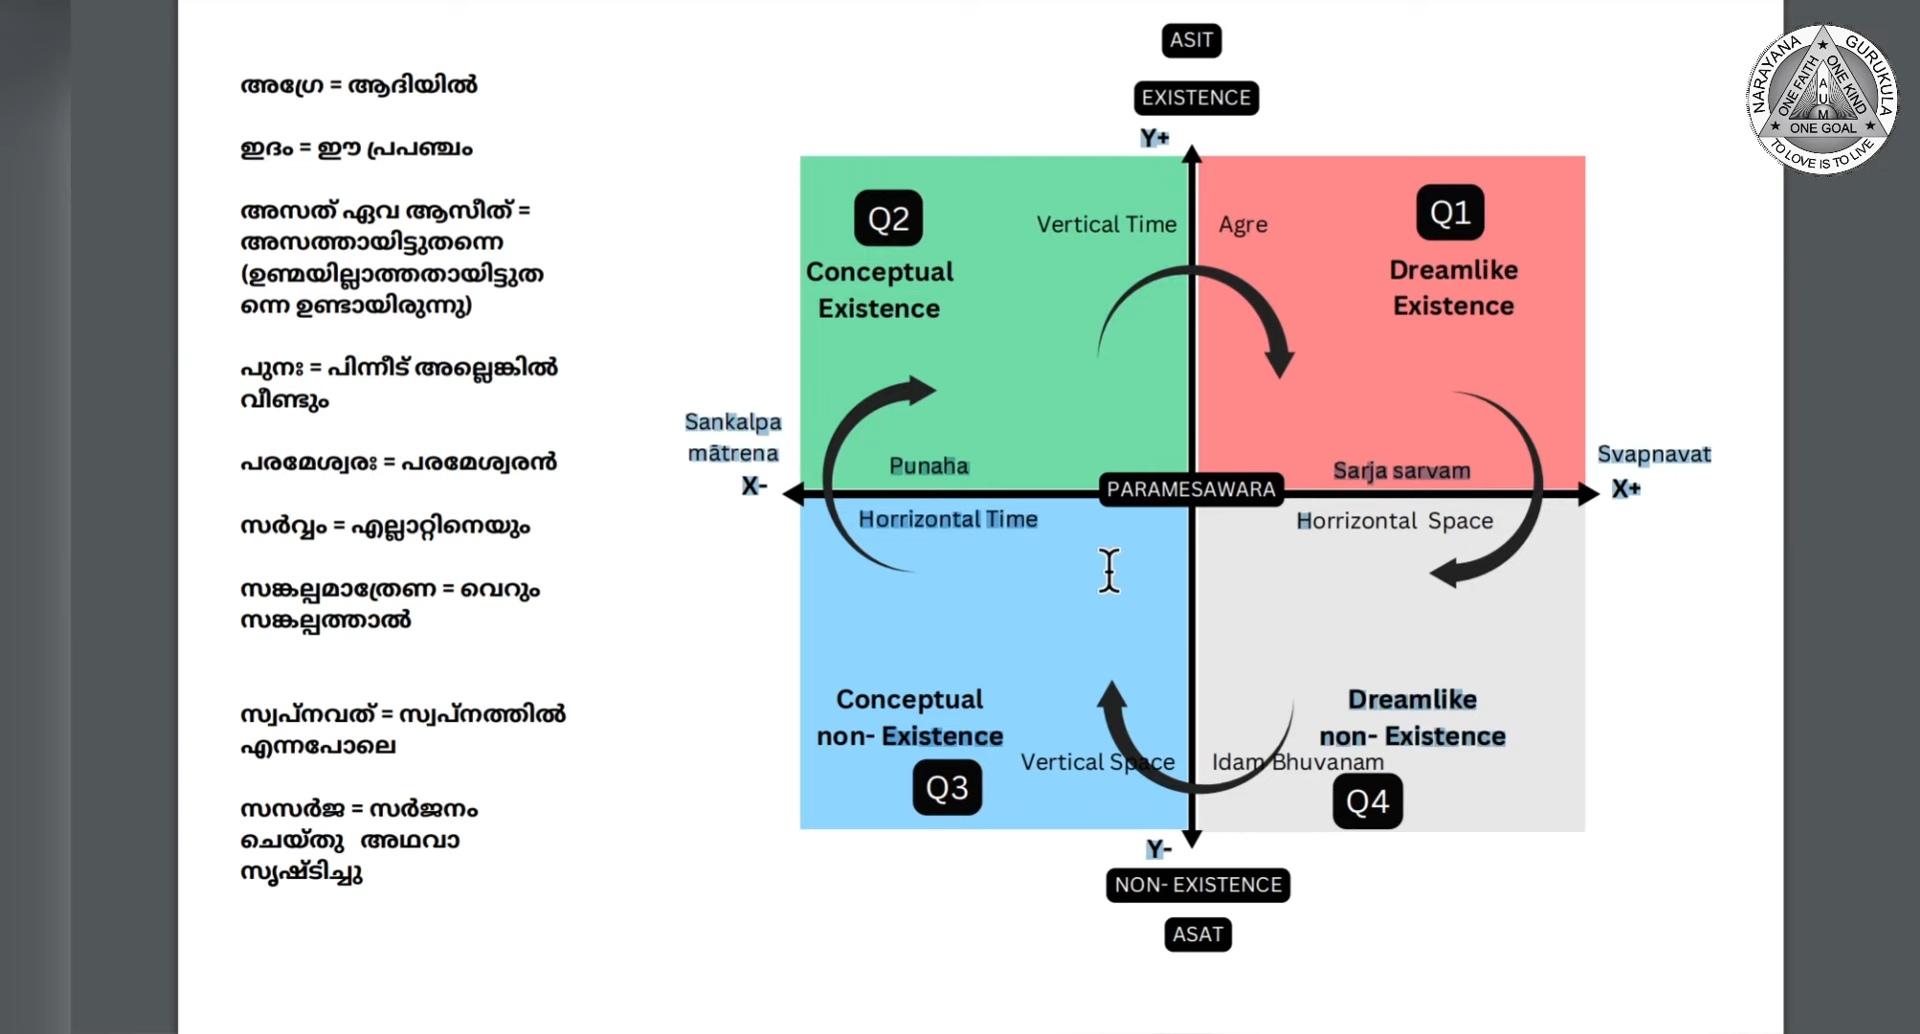 അഗ്രേ = ആദിയിൽ
ഇദം = ഈ പ്രപഞ്ചം
അസത് ഏവ ആസീത് =
അസത്തായിട്ടുതന്നെ
(ഉണ്മയില്ലാത്തതായിട്ടുത
ന്നെ ഉണ്ടായിരുന്നു)
പുനഃ = പിന്നീട് അല്ലെങ്കിൽ
വീണ്ടും
പരമേശ്വരഃ = പരമേശ്വരൻ
സർവ്വം = എല്ലാറ്റിനെയും
സങ്കല്പമാത്രേണ = വെറും
സങ്കല്പത്താൽ
സ്വപ്നവത് = സ്വപ്നത്തിൽ
എന്നപോലെ
സസർജ = സർജനം
ചെയ്തു അഥവാ
സൃഷ്ടിച്ചു
ASIT
EXISTENCE
Y+
Q2
Vertical Time
Agre
Q1
Conceptual
Existence
Dreamlike
Existence
Sankalpa
mātrena
X-
Punaha
PARAMESAWARA
Sarja sarvam
Svapnavat
X+
Horrizontal Time
Horrizontal Space
Conceptual
non- Existence
Dreamlike
non- Existence
Vertical Space
Idam Bhuvanam
Q3
Q4
Y-
NON- EXISTENCE
ASAT
NARAYANA GURUKULA
ONE FAITH
ONE KIND
ONE GOAL
AUM
TO LOVE IS TO LIVE